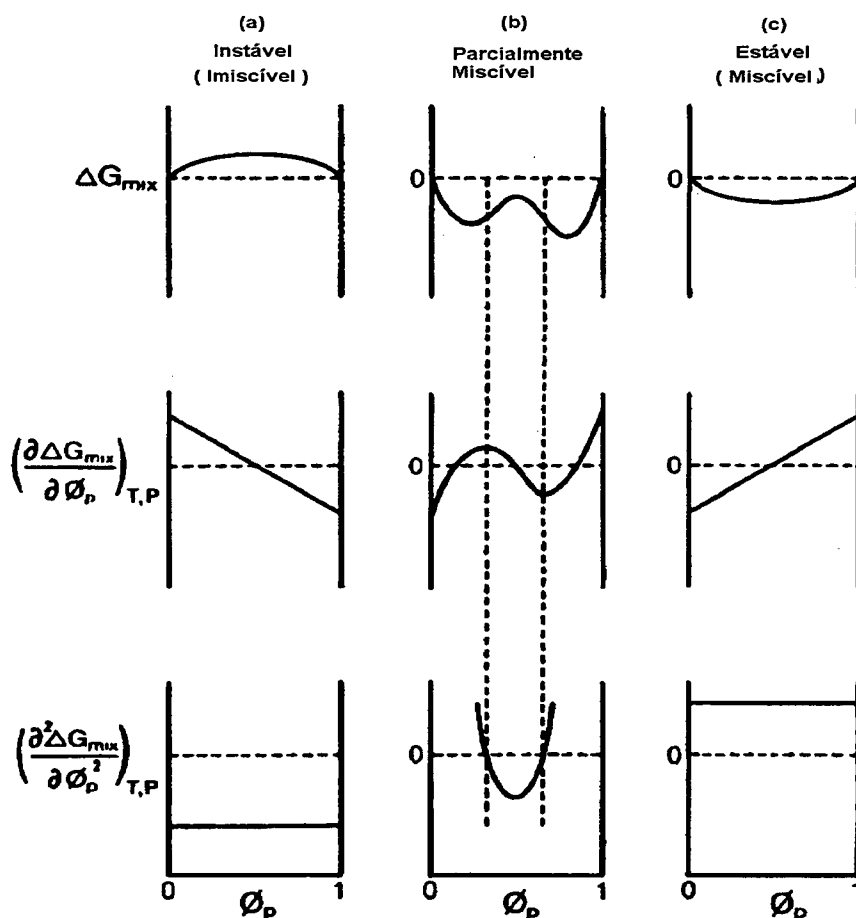 (a)
Instável
( Imiscível )
(b)
Parcialmente
Miscível
(c)
Estável
( Miscível )
ΔGmix
0
0
(∂ΔGmix/∂Øp)T,P
0
0
(∂²ΔGmix/∂Øp²)T,P
0
0
0 Øp 1
0 Øp 1
0 Øp 1